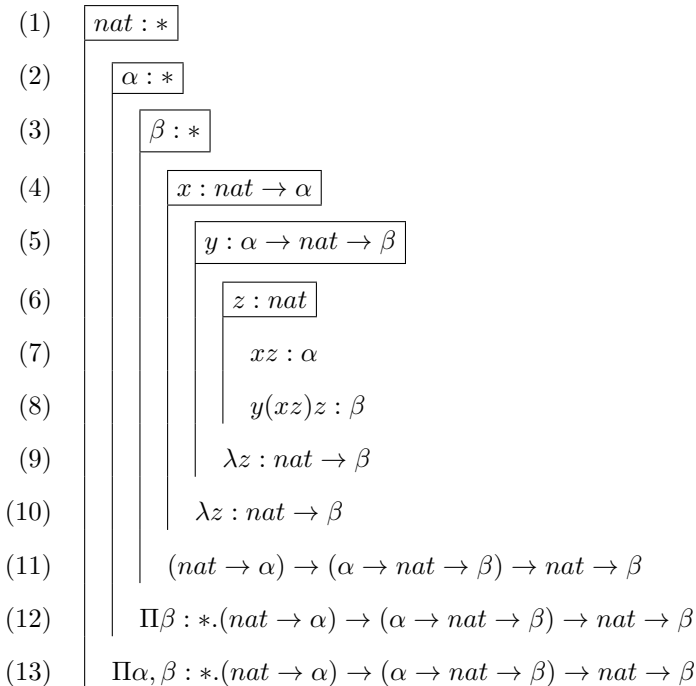 (1) nat : ∗
(2) α : ∗
(3) β : ∗
(4) x : nat → α
(5) y : α → nat → β
(6) z : nat
(7) xz : α
(8) y(xz)z : β
(9) λz : nat → β
(10) λz : nat → β
(11) (nat → α) → (α → nat → β) → nat → β
(12) Πβ : ∗.(nat → α) → (α → nat → β) → nat → β
(13) Πα, β : ∗.(nat → α) → (α → nat → β) → nat → β